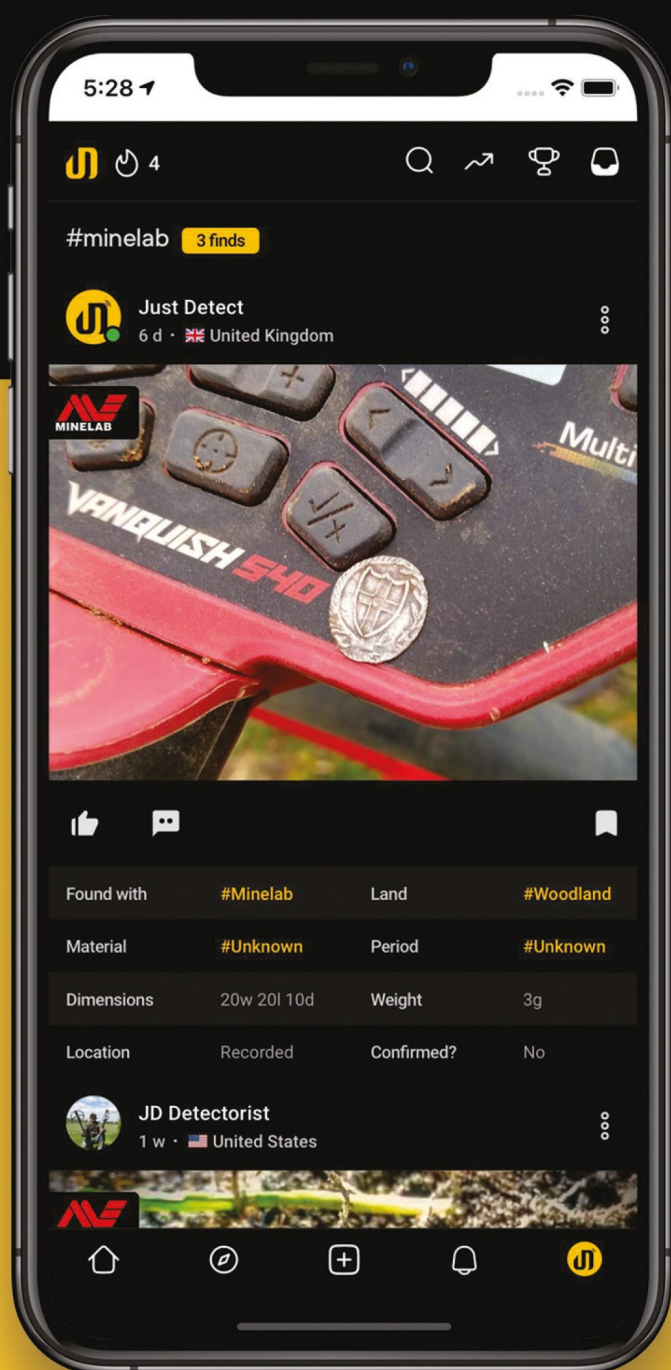 5:28
4
#minelab 3 finds
Just Detect
6 d · United Kingdom
MINELAB
Multi
VANQUISH 540
Found with #Minelab Land #Woodland
Material #Unknown Period #Unknown
Dimensions 20w 20l 10d Weight 3g
Location Recorded Confirmed? No
JD Detectorist
1 w · United States